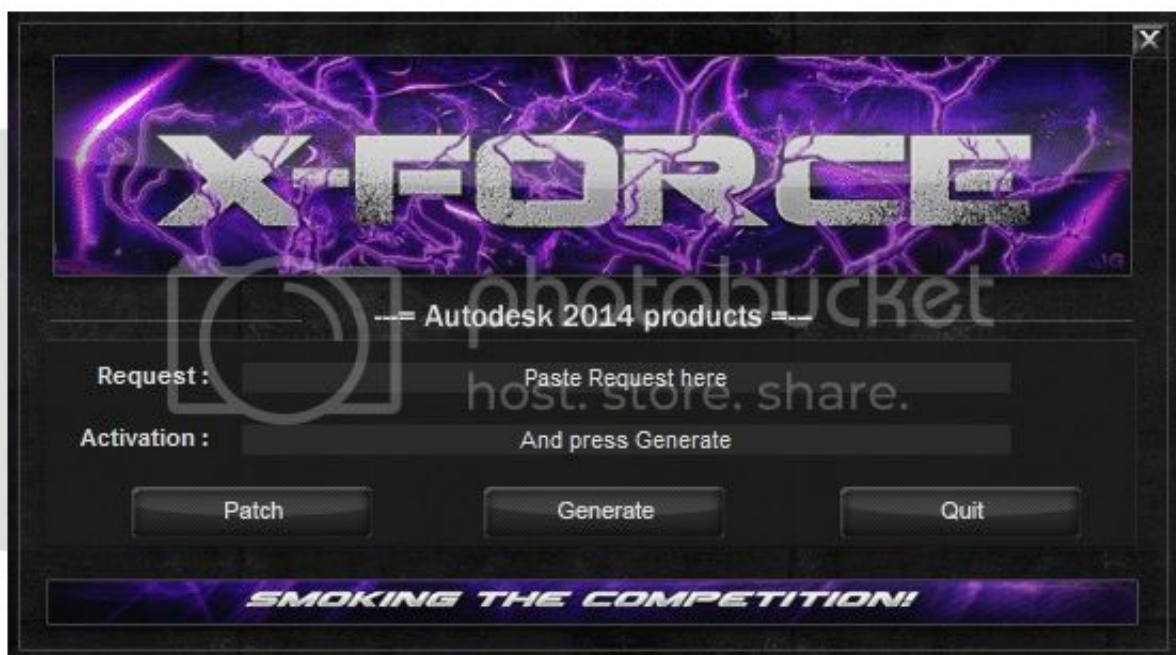 X
X-FORCE
JG
photobucket
---= Autodesk 2014 products =---
Request :
Paste Request here
host. store. share.
Activation :
And press Generate
Patch
Generate
Quit
SMOKING THE COMPETITION!